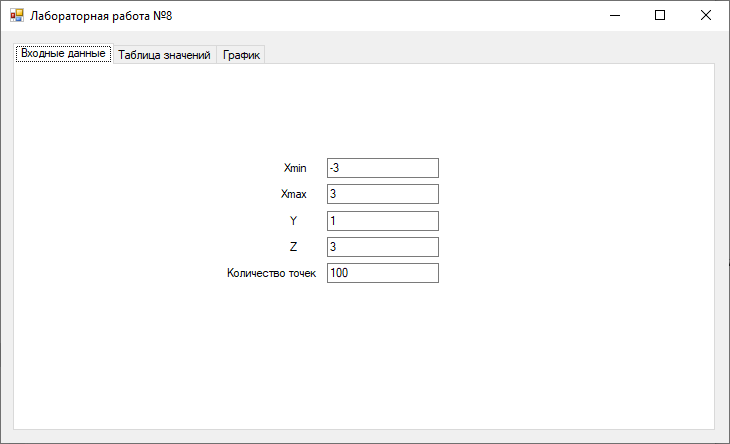 Лабораторная работа №8
Входные данные Таблица значений График
Xmin -3
Xmax 3
Y 1
Z 3
Количество точек 100